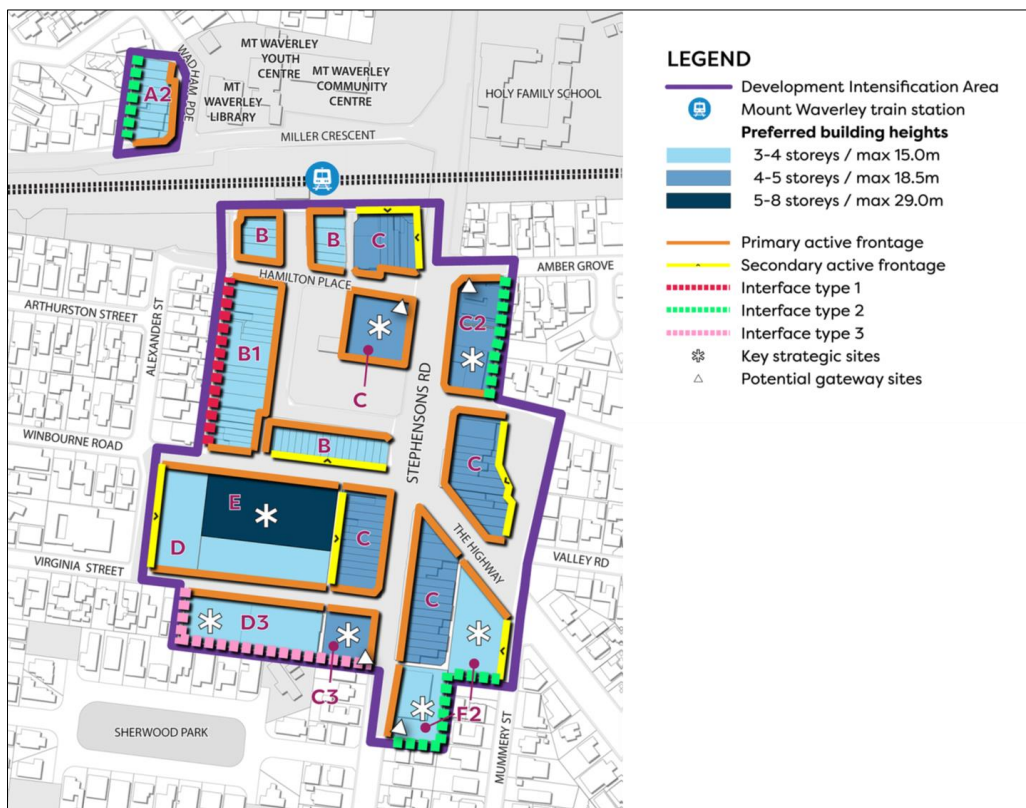 WADHAM PDE
MT WAVERLEY
YOUTH
CENTRE
MT WAVERLEY
COMMUNITY
CENTRE
MT
WAVERLEY
LIBRARY
HOLY FAMILY SCHOOL
A2
MILLER CRESCENT
B
B
C
HAMILTON PLACE
AMBER GROVE
ARTHURSTON STREET
ALEXANDER ST
C2
B1
C
STEPHENSONS RD
WINBOURNE ROAD
B
C
E
D
C
THE HIGHWAY
VALLEY RD
VIRGINIA STREET
C
D3
C3
F2
SHERWOOD PARK
MUMMERY ST
LEGEND
Development Intensification Area
Mount Waverley train station
Preferred building heights
3-4 storeys / max 15.0m
4-5 storeys / max 18.5m
5-8 storeys / max 29.0m
Primary active frontage
Secondary active frontage
Interface type 1
Interface type 2
Interface type 3
Key strategic sites
Potential gateway sites